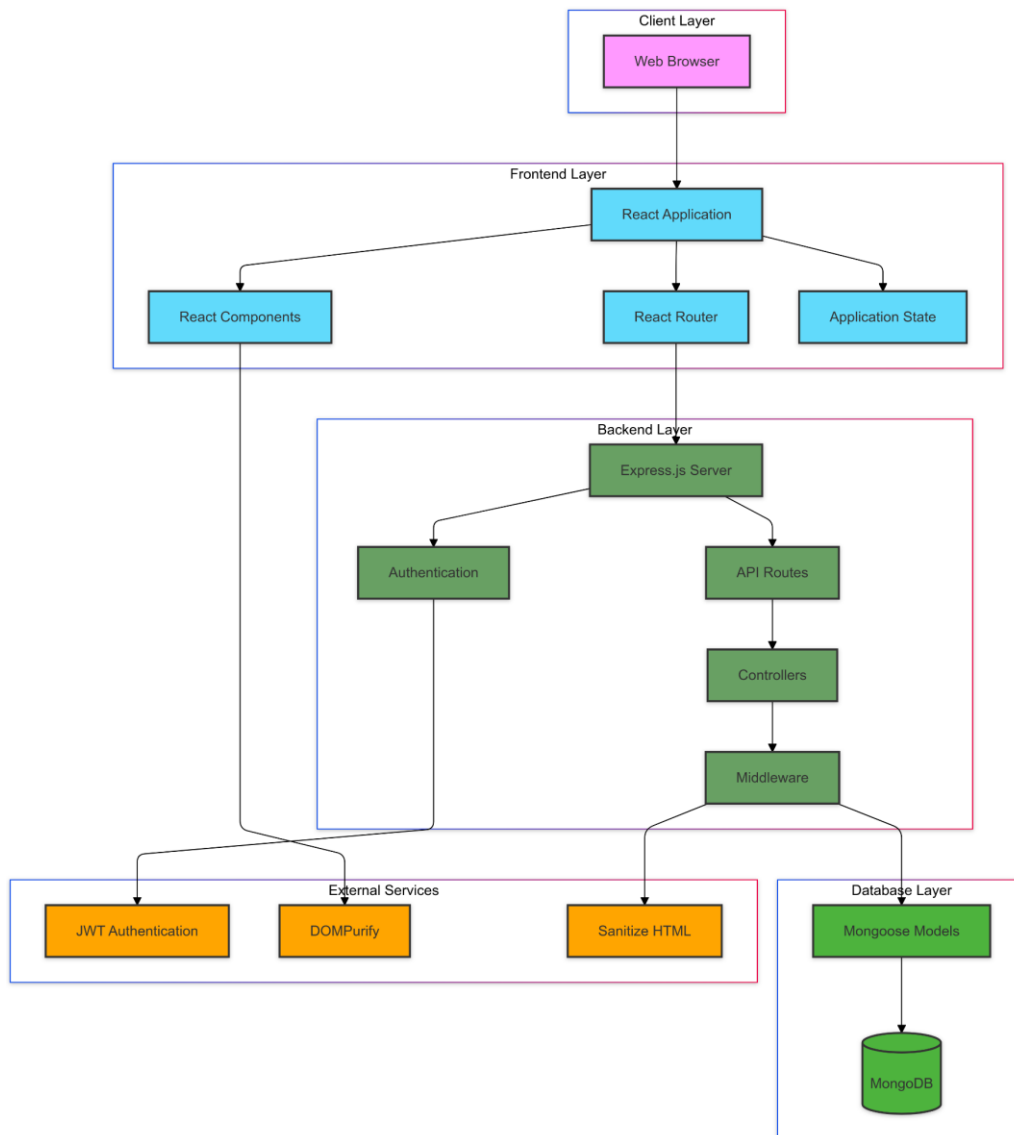 Client Layer
Web Browser
Frontend Layer
React Application
React Components
React Router
Application State
Backend Layer
Express.js Server
Authentication
API Routes
Controllers
Middleware
External Services
JWT Authentication
DOMPurify
Sanitize HTML
Database Layer
Mongoose Models
MongoDB